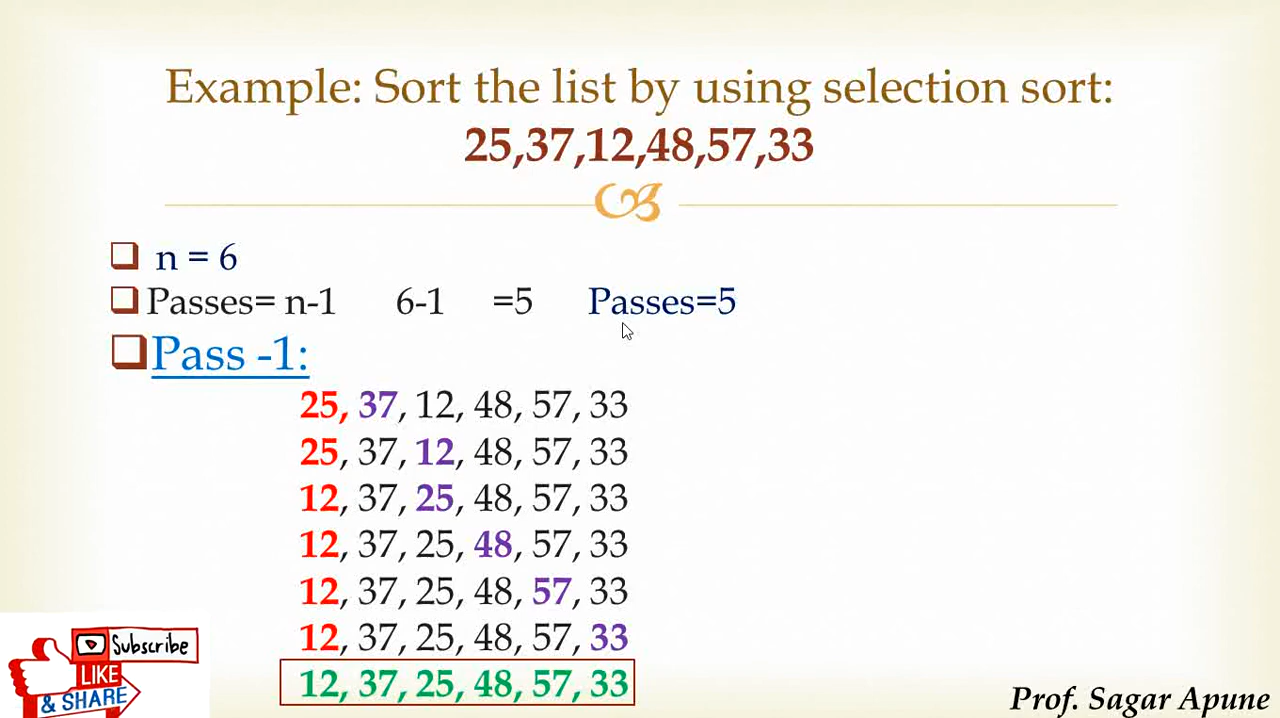 Example: Sort the list by using selection sort:
25,37,12,48,57,33
n = 6
Passes= n-1 6-1 =5 Passes=5
Pass -1:
25, 37, 12, 48, 57, 33
25, 37, 12, 48, 57, 33
12, 37, 25, 48, 57, 33
12, 37, 25, 48, 57, 33
12, 37, 25, 48, 57, 33
12, 37, 25, 48, 57, 33
12, 37, 25, 48, 57, 33
Subscribe
LIKE
& SHARE
Prof. Sagar Apune